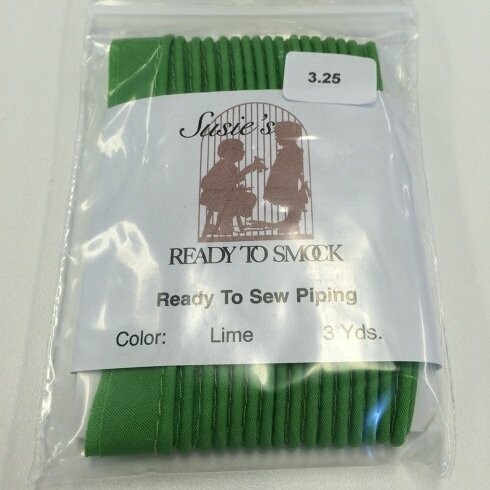 3.25
Susie's
READY TO SMOCK
Ready To Sew Piping
Color: Lime 3 Yds.